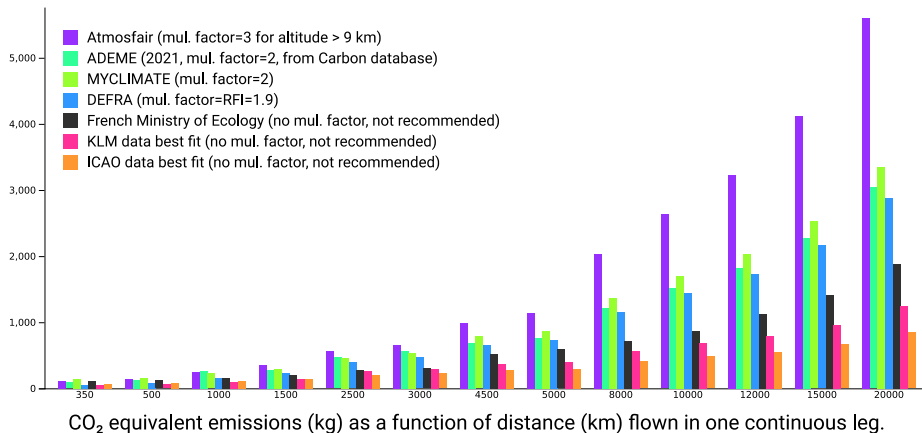 5,000
4,000
3,000
2,000
1,000
0
Atmosfair (mul. factor=3 for altitude > 9 km)
ADEME (2021, mul. factor=2, from Carbon database)
MYCLIMATE (mul. factor=2)
DEFRA (mul. factor=RFI=1.9)
French Ministry of Ecology (no mul. factor, not recommended)
KLM data best fit (no mul. factor, not recommended)
ICAO data best fit (no mul. factor, not recommended)
350 500 1000 1500 2500 3000 4500 5000 8000 10000 12000 15000 20000
CO₂ equivalent emissions (kg) as a function of distance (km) flown in one continuous leg.